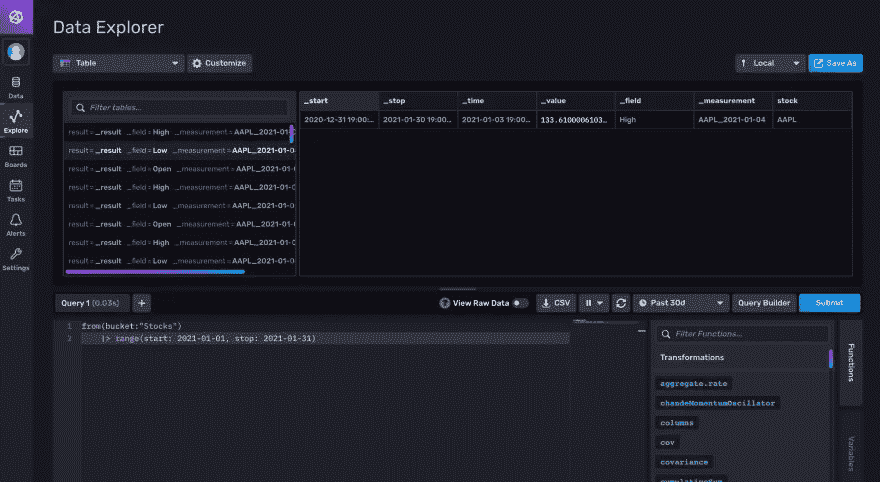 Data Explorer
Table
Customize
Local
Save As
Data
Explore
Boards
Tasks
Alerts
Settings
Filter tables...
result = _result _field = High _measurement = AAPL_2021-01-0
result = _result _field = Low _measurement = AAPL_2021-01-0
result = _result _field = Open _measurement = AAPL_2021-01-0
result = _result _field = High _measurement = AAPL_2021-01-0
result = _result _field = Low _measurement = AAPL_2021-01-0
result = _result _field = Open _measurement = AAPL_2021-01-0
result = _result _field = High _measurement = AAPL_2021-01-0
result = _result _field = Low _measurement = AAPL_2021-01-0
_start _stop _time _value _field _measurement stock
2020-12-31 19:00:... 2021-01-30 19:00... 2021-01-03 19:00... 133.6100006103... High AAPL_2021-01-04 AAPL
Query 1 (0.03s)
+
View Raw Data
CSV
Past 30d
Query Builder
Submit
1 from(bucket:"Stocks")
2 |> range(start: 2021-01-01, stop: 2021-01-31)
Filter Functions...
Transformations
aggregate.rate
chandeMomentumOscillator
columns
cov
covariance
cumulativeSum
Functions
Variables